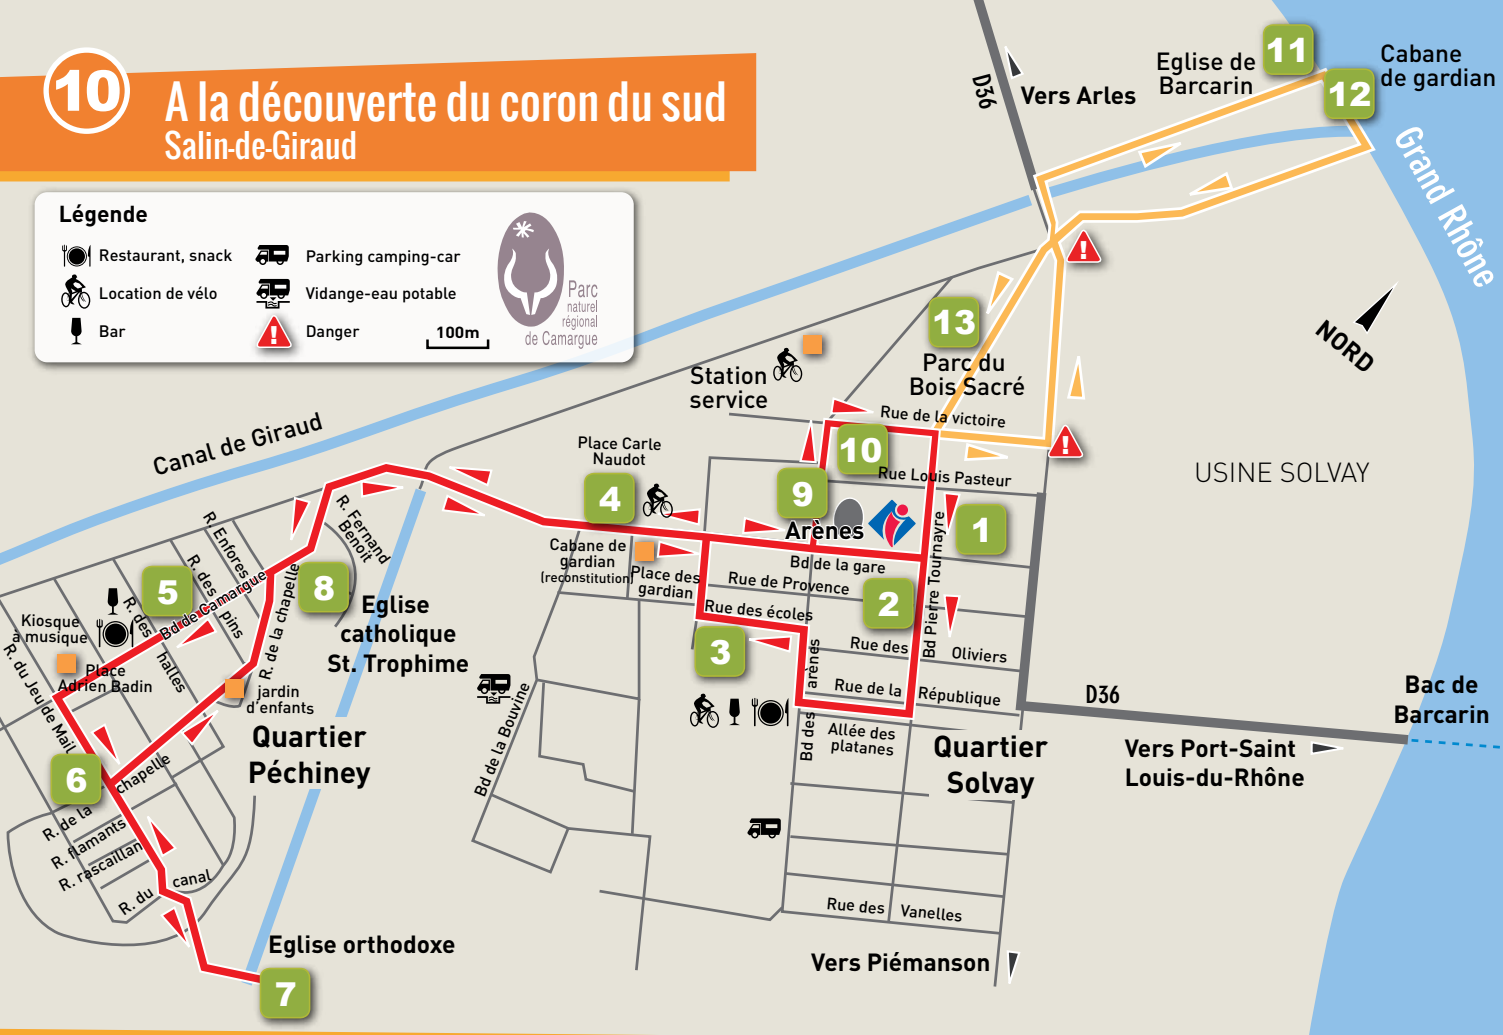 10
A la découverte du coron du sud
Salin-de-Giraud
Légende
Restaurant, snack
Location de vélo
Bar
Parking camping-car
Vidange-eau potable
Danger
100m
Parc
naturel
régional
de Camargue
D36
Vers Arles
Eglise de
Barcarin
11
12
Cabane
de gardian
Grand Rhône
NORD
13
Parc du
Bois Sacré
Station
service
Canal de Giraud
Rue de la victoire
10
Rue Louis Pasteur
USINE SOLVAY
Place Carle
Naudot
4
9
Arènes
1
Bd Pierre Tournayre
Bd de la gare
Cabane de
gardian
(reconstitution)
Place des
gardian
Rue de Provence
2
Rue des écoles
3
Rue des
Oliviers
Rue de la
République
Bd des
arènes
Allée des
platanes
Quartier
Solvay
D36
Bac de
Barcarin
Vers Port-Saint
Louis-du-Rhône
R. Fernand
Benoit
R. Enfores
R. des
pins
5
Bd de Camargue
8
Eglise
catholique
St. Trophime
R. de la chapelle
R. des
halles
Kiosque
à musique
Place
Adrien Badin
R. du Jeu de Mail
jardin
d'enfants
Quartier
Péchiney
6
R. de la
chapelle
R. flamants
R. rascaillan
R. du
canal
Bd de la Bouvine
Eglise orthodoxe
7
Rue des
Vanelles
Vers Piémanson